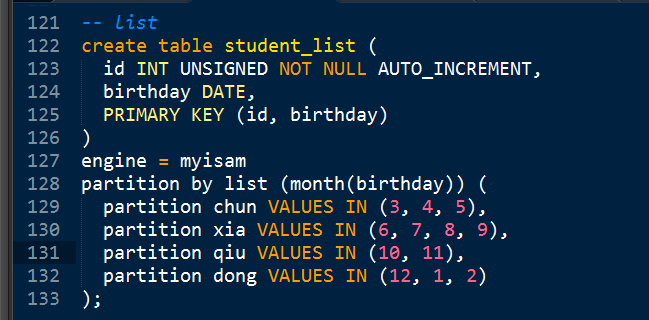 121 -- list
122 create table student_list (
123   id INT UNSIGNED NOT NULL AUTO_INCREMENT,
124   birthday DATE,
125   PRIMARY KEY (id, birthday)
126 )
127 engine = myisam
128 partition by list (month(birthday)) (
129   partition chun VALUES IN (3, 4, 5),
130   partition xia VALUES IN (6, 7, 8, 9),
131   partition qiu VALUES IN (10, 11),
132   partition dong VALUES IN (12, 1, 2)
133 );